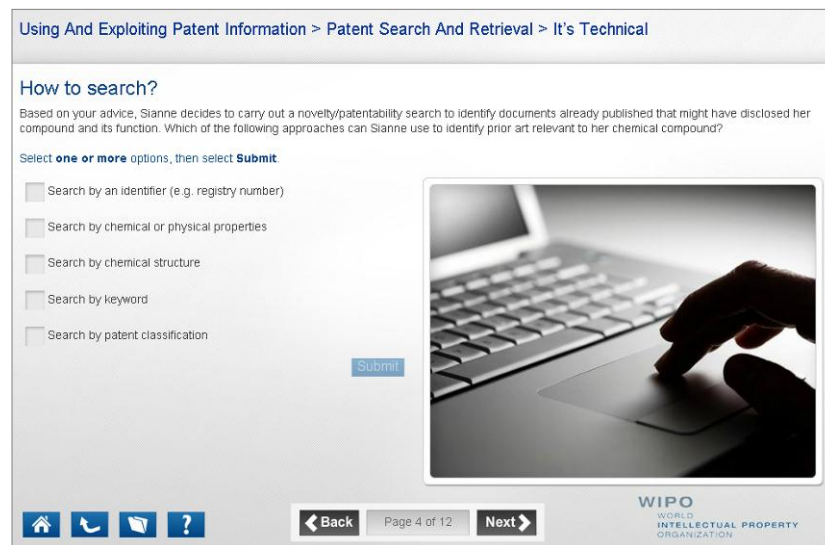 Using And Exploiting Patent Information > Patent Search And Retrieval > It's Technical
How to search?
Based on your advice, Sianne decides to carry out a novelty/patentability search to identify documents already published that might have disclosed her
compound and its function. Which of the following approaches can Sianne use to identify prior art relevant to her chemical compound?
Select one or more options, then select Submit.
Search by an identifier (e.g. registry number)
Search by chemical or physical properties
Search by chemical structure
Search by keyword
Search by patent classification
Submit
Back
Page 4 of 12
Next
?
WIPO
WORLD
INTELLECTUAL PROPERTY
ORGANIZATION